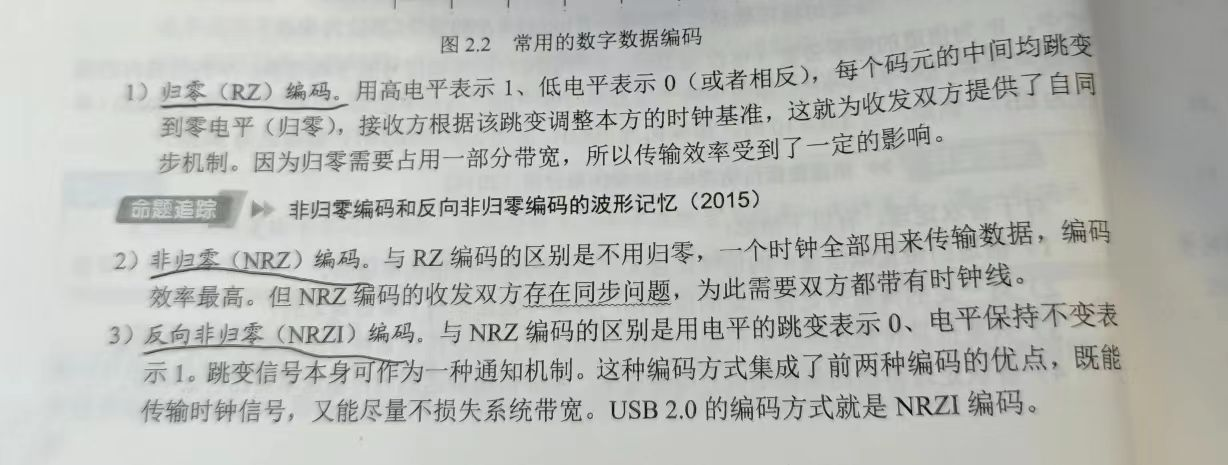 图 2.2 常用的数字数据编码
1）归零（RZ）编码。用高电平表示 1、低电平表示 0（或者相反），每个码元的中间均跳变
到零电平（归零），接收方根据该跳变调整本方的时钟基准，这就为收发双方提供了自同
步机制。因为归零需要占用一部分带宽，所以传输效率受到了一定的影响。
命题追踪 非归零编码和反向非归零编码的波形记忆（2015）
2）非归零（NRZ）编码。与 RZ 编码的区别是不用归零，一个时钟全部用来传输数据，编码
效率最高。但 NRZ 编码的收发双方存在同步问题，为此需要双方都带有时钟线。
3）反向非归零（NRZI）编码。与 NRZ 编码的区别是用电平的跳变表示 0、电平保持不变表
示 1。跳变信号本身可作为一种通知机制。这种编码方式集成了前两种编码的优点，既能
传输时钟信号，又能尽量不损失系统带宽。USB 2.0 的编码方式就是 NRZI 编码。